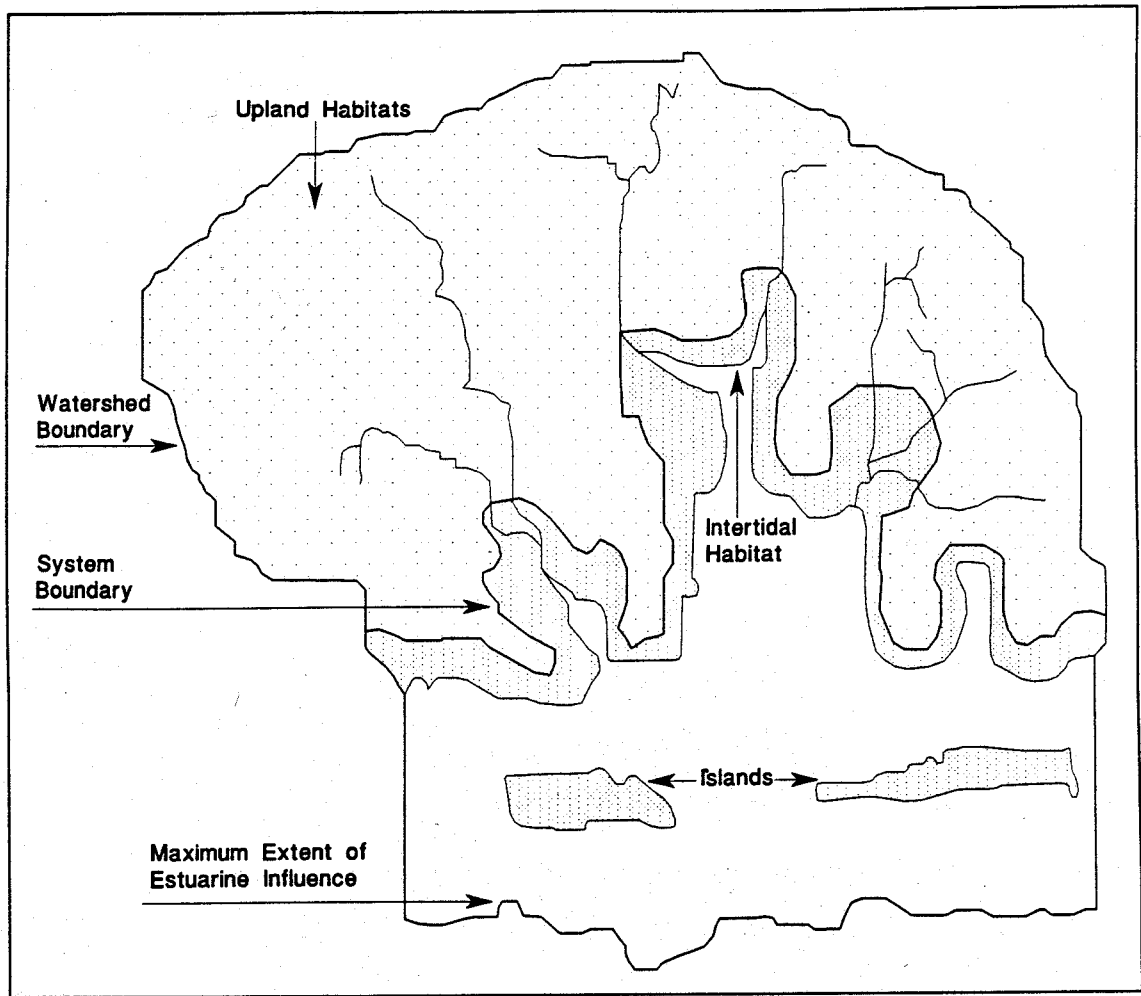 Upland Habitats
Watershed
Boundary
Intertidal
Habitat
System
Boundary
Islands
Maximum Extent of
Estuarine Influence